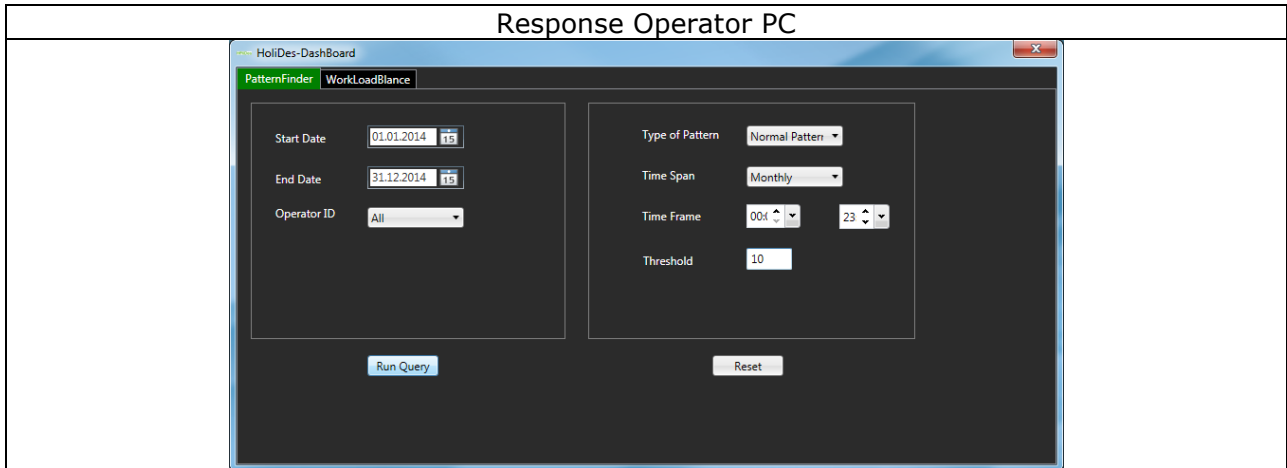 Response Operator PC
HoliDes-DashBoard
PatternFinder WorkLoadBlance
Start Date 01.01.2014 15
End Date 31.12.2014 15
Operator ID All
Type of Pattern Normal Pattern
Time Span Monthly
Time Frame 00:0 23
Threshold 10
Run Query Reset